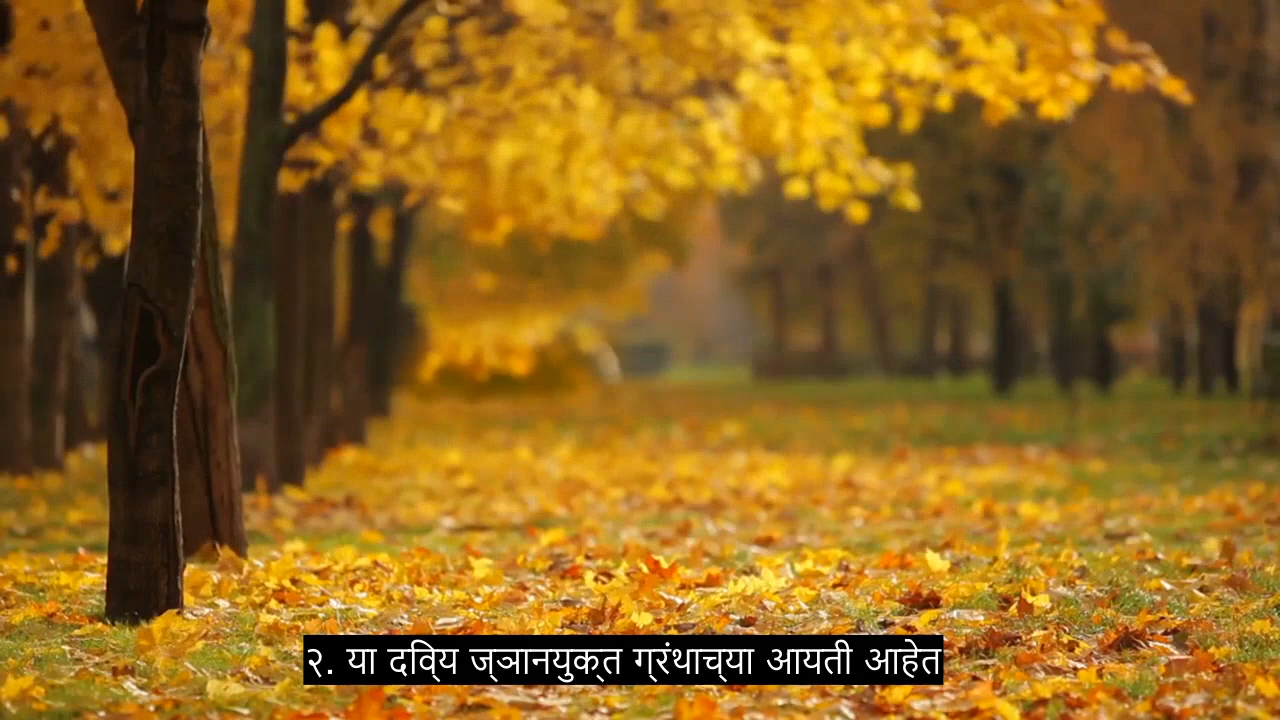 २. या दिव्य ज्ञानयुक्त ग्रंथाच्या आयती आहेत